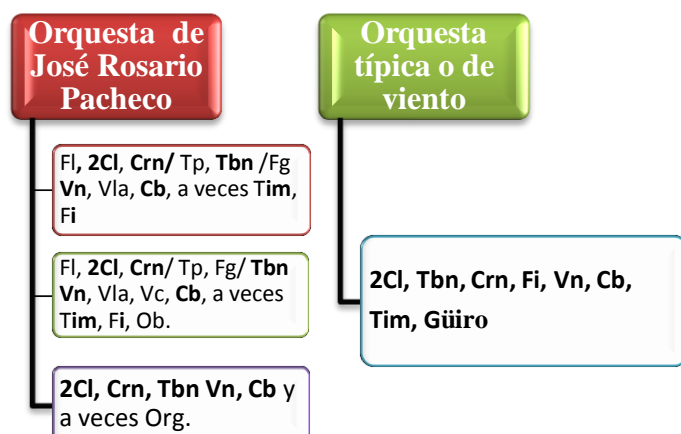 Orquesta de
José Rosario
Pacheco
Fl, 2Cl, Crn/ Tp, Tbn /Fg
Vn, Vla, Cb, a veces Tim,
Fi
Fl, 2Cl, Crn/ Tp, Fg/ Tbn
Vn, Vla, Vc, Cb, a veces
Tim, Fi, Ob.
2Cl, Crn, Tbn Vn, Cb y
a veces Org.
Orquesta
típica o de
viento
2Cl, Tbn, Crn, Fi, Vn, Cb,
Tim, Güiro